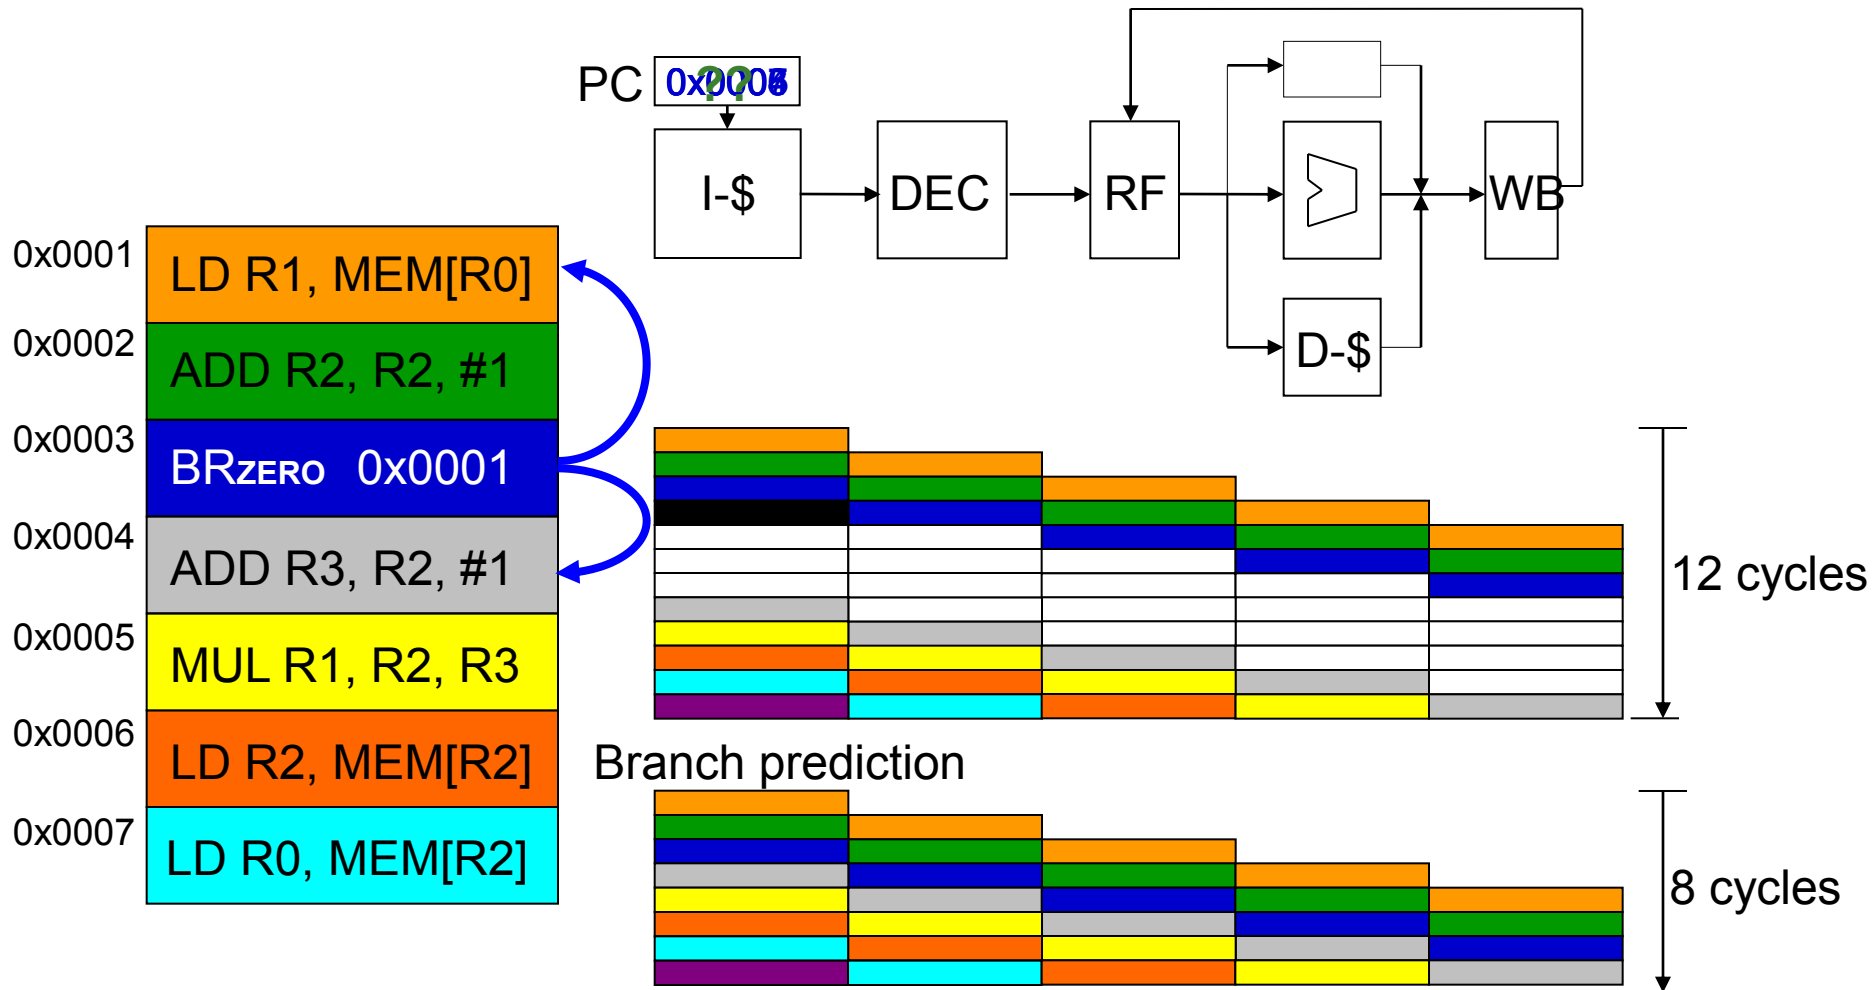 PC
I-$
DEC
RF
WB
D-$
0x0001
LD R1, MEM[R0]
0x0002
ADD R2, R2, #1
0x0003
BRZERO 0x0001
0x0004
ADD R3, R2, #1
0x0005
MUL R1, R2, R3
0x0006
LD R2, MEM[R2]
0x0007
LD R0, MEM[R2]
12 cycles
Branch prediction
8 cycles